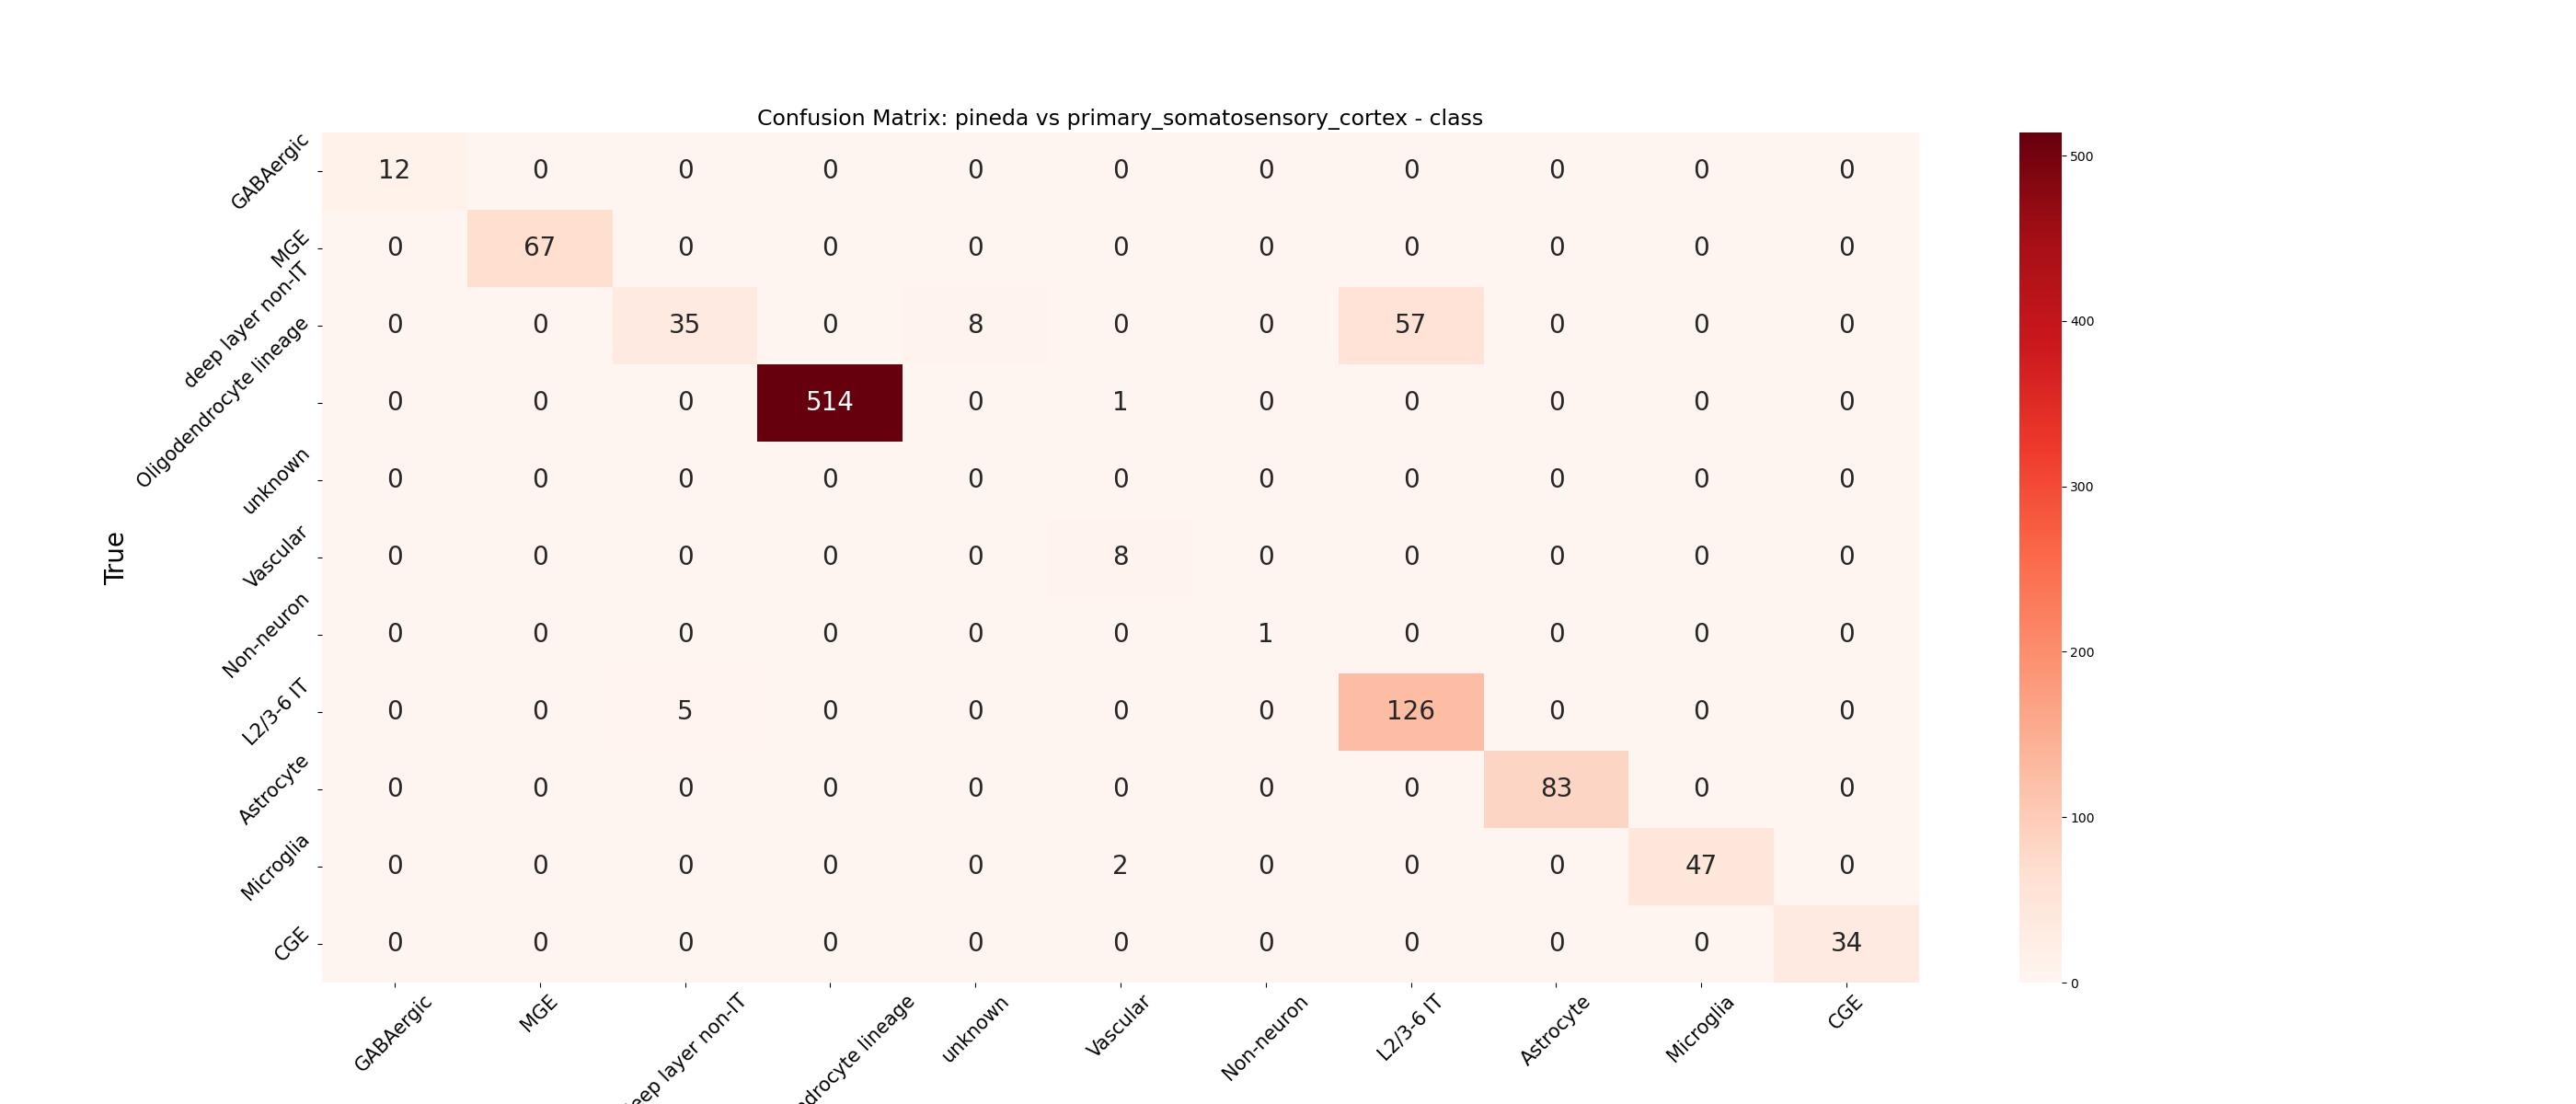 Confusion Matrix: pineda vs primary_somatosensory_cortex - class
GABAergic 12 0 0 0 0 0 0 0 0 0 0
MGE 0 67 0 0 0 0 0 0 0 0 0
deep layer non-IT 0 0 35 0 8 0 0 57 0 0 0
Oligodendrocyte lineage 0 0 0 514 0 1 0 0 0 0 0
unknown 0 0 0 0 0 0 0 0 0 0 0
Vascular 0 0 0 0 0 8 0 0 0 0 0
Non-neuron 0 0 0 0 0 0 1 0 0 0 0
L2/3-6 IT 0 0 5 0 0 0 0 126 0 0 0
Astrocyte 0 0 0 0 0 0 0 0 83 0 0
Microglia 0 0 0 0 0 2 0 0 0 47 0
CGE 0 0 0 0 0 0 0 0 0 0 34
True
GABAergic
MGE
eep layer non-IT
ndrocyte lineage
unknown
Vascular
Non-neuron
L2/3-6 IT
Astrocyte
Microglia
CGE
500
400
300
200
100
0